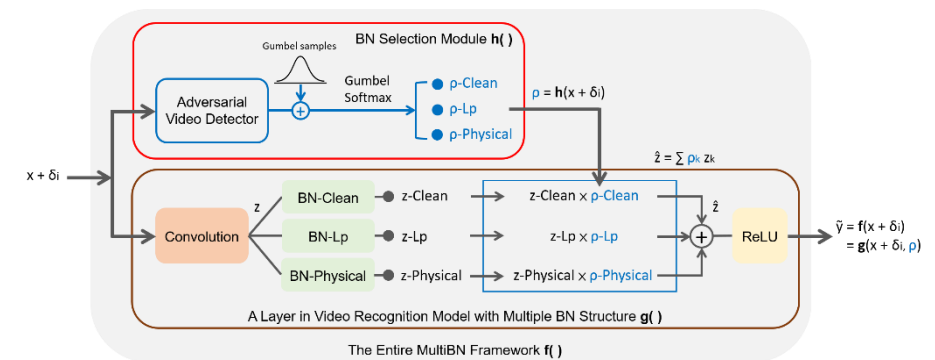 BN Selection Module h( )
Gumbel samples
Adversarial
Video Detector
+
Gumbel
Softmax
ρ-Clean
ρ-Lp
ρ-Physical
ρ = h(x + δi)
ẑ = ∑ ρk zk
x + δi
Convolution
z
BN-Clean
BN-Lp
BN-Physical
z-Clean
z-Lp
z-Physical
z-Clean × ρ-Clean
z-Lp × ρ-Lp
z-Physical × ρ-Physical
ẑ
+
ReLU
ỹ = f(x + δi)
= g(x + δi, ρ)
A Layer in Video Recognition Model with Multiple BN Structure g( )
The Entire MultiBN Framework f( )